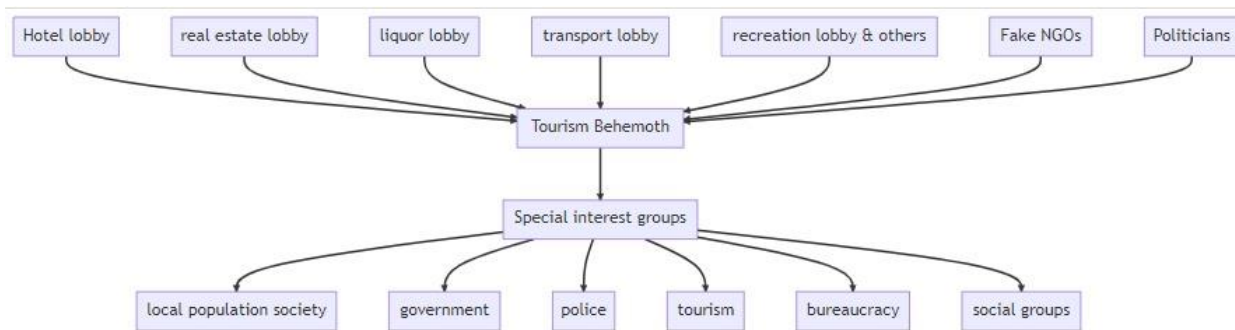 Hotel lobby
real estate lobby
liquor lobby
transport lobby
recreation lobby & others
Fake NGOs
Politicians
Tourism Behemoth
Special interest groups
local population society
government
police
tourism
bureaucracy
social groups